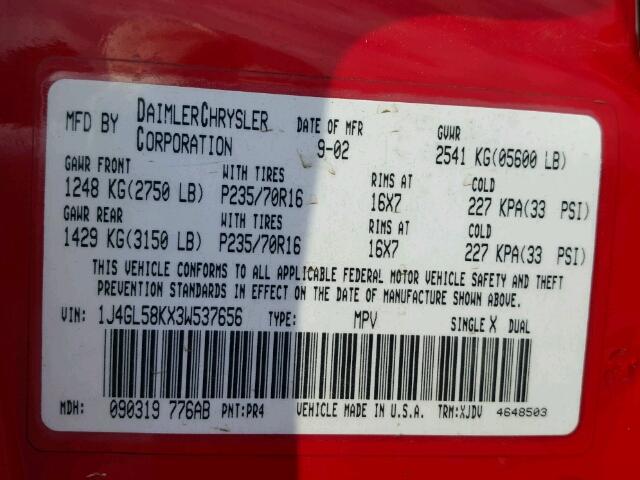 MFD BY DAIMLERCHRYSLER CORPORATION DATE OF MFR 9-02 GVWR 2541 KG(05600 LB)
GAWR FRONT WITH TIRES RIMS AT COLD
1248 KG(2750 LB) P235/70R16 16X7 227 KPA(33 PSI)
GAWR REAR WITH TIRES RIMS AT COLD
1429 KG(3150 LB) P235/70R16 16X7 227 KPA(33 PSI)
THIS VEHICLE CONFORMS TO ALL APPLICABLE FEDERAL MOTOR VEHICLE SAFETY AND THEFT
PREVENTION STANDARDS IN EFFECT ON THE DATE OF MANUFACTURE SHOWN ABOVE.
VIN: 1J4GL58KX3W537656 TYPE: MPV SINGLE X DUAL
MDH: 090319 776AB PNT:PR4 VEHICLE MADE IN U.S.A. TRM:XJDV 4648503